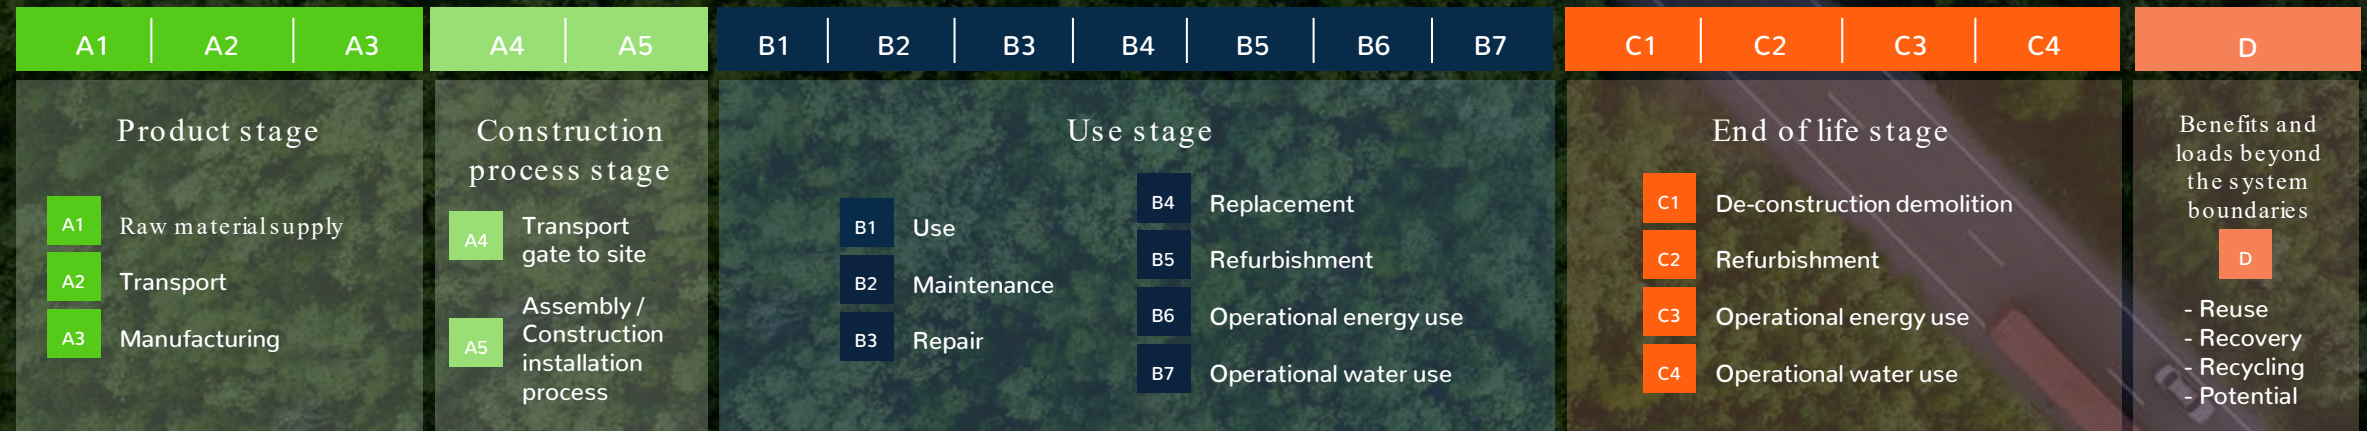 A1 A2 A3 A4 A5 B1 B2 B3 B4 B5 B6 B7 C1 C2 C3 C4 D
Product stage
A1 Raw material supply
A2 Transport
A3 Manufacturing
Construction
process stage
A4 Transport
gate to site
A5 Assembly /
Construction
installation
process
Use stage
B1 Use
B2 Maintenance
B3 Repair
B4 Replacement
B5 Refurbishment
B6 Operational energy use
B7 Operational water use
End of life stage
C1 De-construction demolition
C2 Refurbishment
C3 Operational energy use
C4 Operational water use
Benefits and
loads beyond
the system
boundaries
D
- Reuse
- Recovery
- Recycling
- Potential